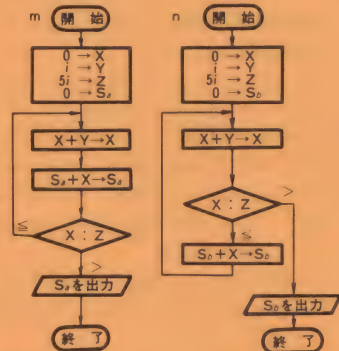 m
開始
0 → X
i → Y
5i → Z
0 → Sa
X+Y→X
Sa+X→Sa
≦
X : Z
>
Saを出力
終了
n
開始
0 → X
i → Y
5i → Z
0 → Sb
X+Y→X
>
X : Z
≦
Sb+X→Sb
Sbを出力
終了